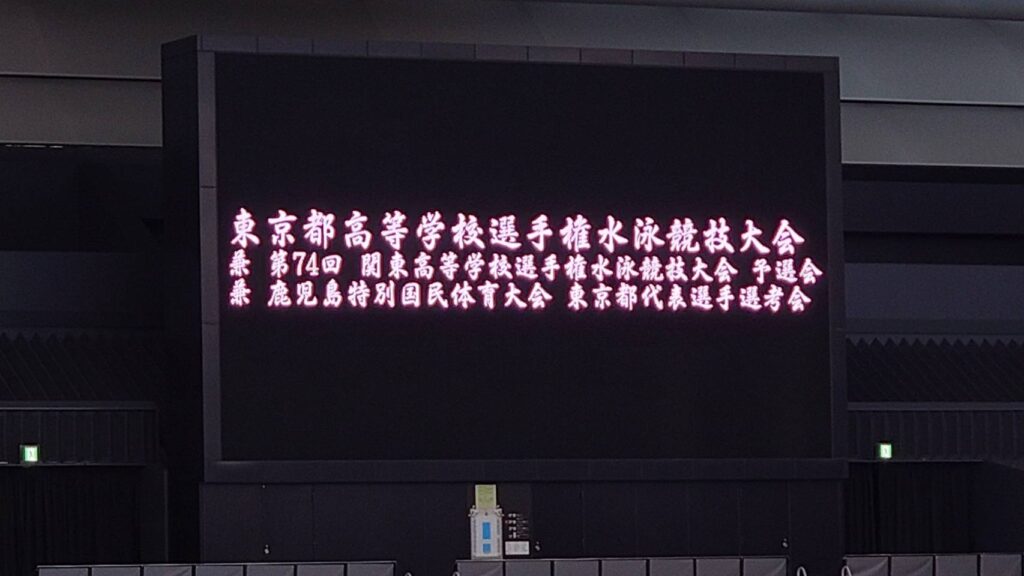 東京都高等学校選手権水泳競技大会
兼 第74回 関東高等学校選手権水泳競技大会 予選会
兼 鹿児島特別国民体育大会 東京都代表選手選考会